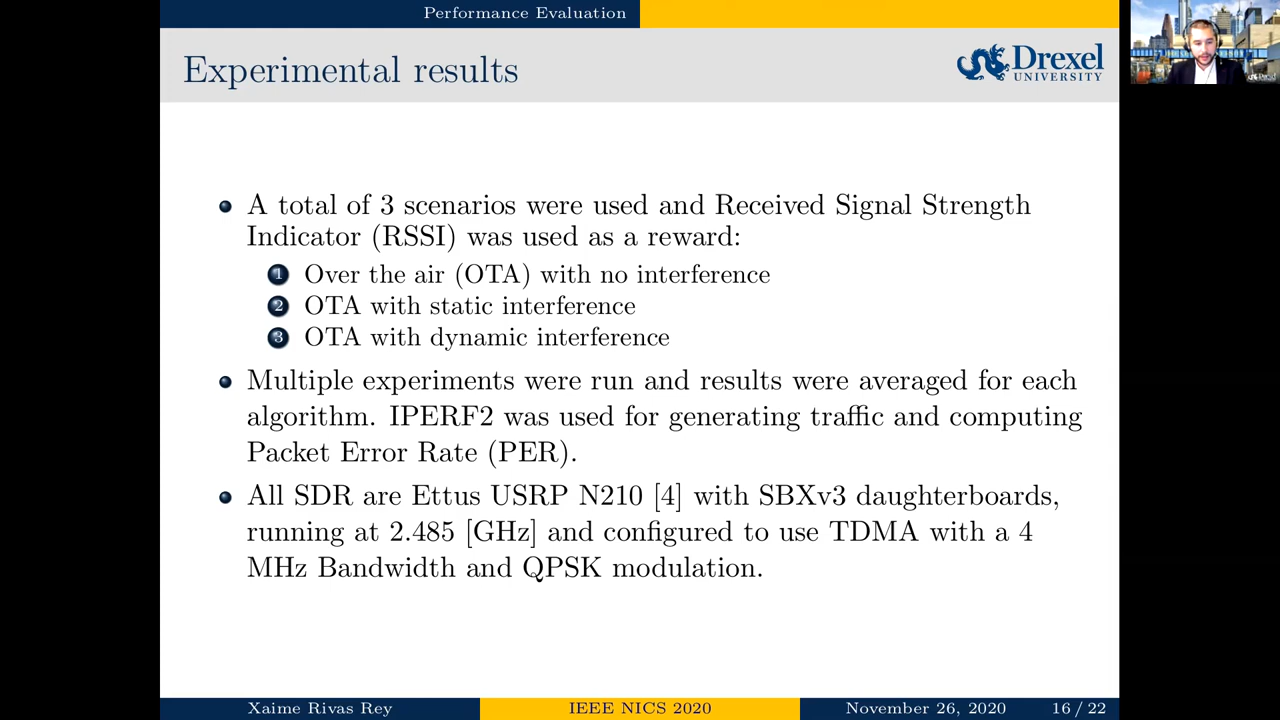 Performance Evaluation
Experimental results
Drexel
UNIVERSITY
A total of 3 scenarios were used and Received Signal Strength
Indicator (RSSI) was used as a reward:
1 Over the air (OTA) with no interference
2 OTA with static interference
3 OTA with dynamic interference
Multiple experiments were run and results were averaged for each
algorithm. IPERF2 was used for generating traffic and computing
Packet Error Rate (PER).
All SDR are Ettus USRP N210 [4] with SBXv3 daughterboards,
running at 2.485 [GHz] and configured to use TDMA with a 4
MHz Bandwidth and QPSK modulation.
Xaime Rivas Rey
IEEE NICS 2020
November 26, 2020
16 / 22